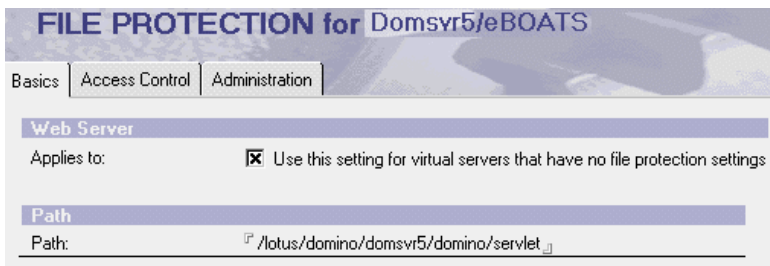 FILE PROTECTION for Domsvr5/eBOATS
Basics Access Control Administration
Web Server
Applies to: Use this setting for virtual servers that have no file protection settings
Path
Path: /lotus/domino/domsvr5/domino/servlet